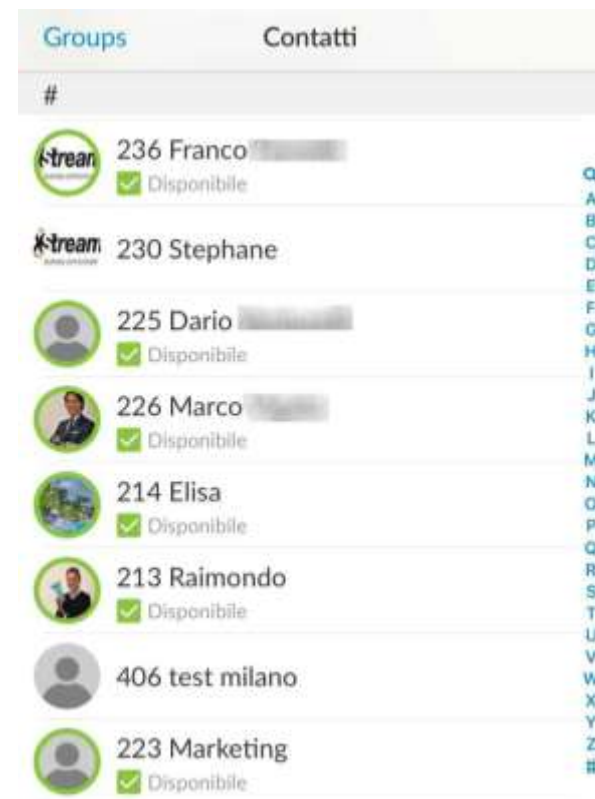 Groups
Contatti
#
236 Franco
Disponibile
230 Stephane
225 Dario
Disponibile
226 Marco
Disponibile
214 Elisa
Disponibile
213 Raimondo
Disponibile
406 test milano
223 Marketing
Disponibile
A
B
C
D
E
F
G
H
I
J
K
L
M
N
O
P
Q
R
S
T
U
V
W
X
Y
Z
#